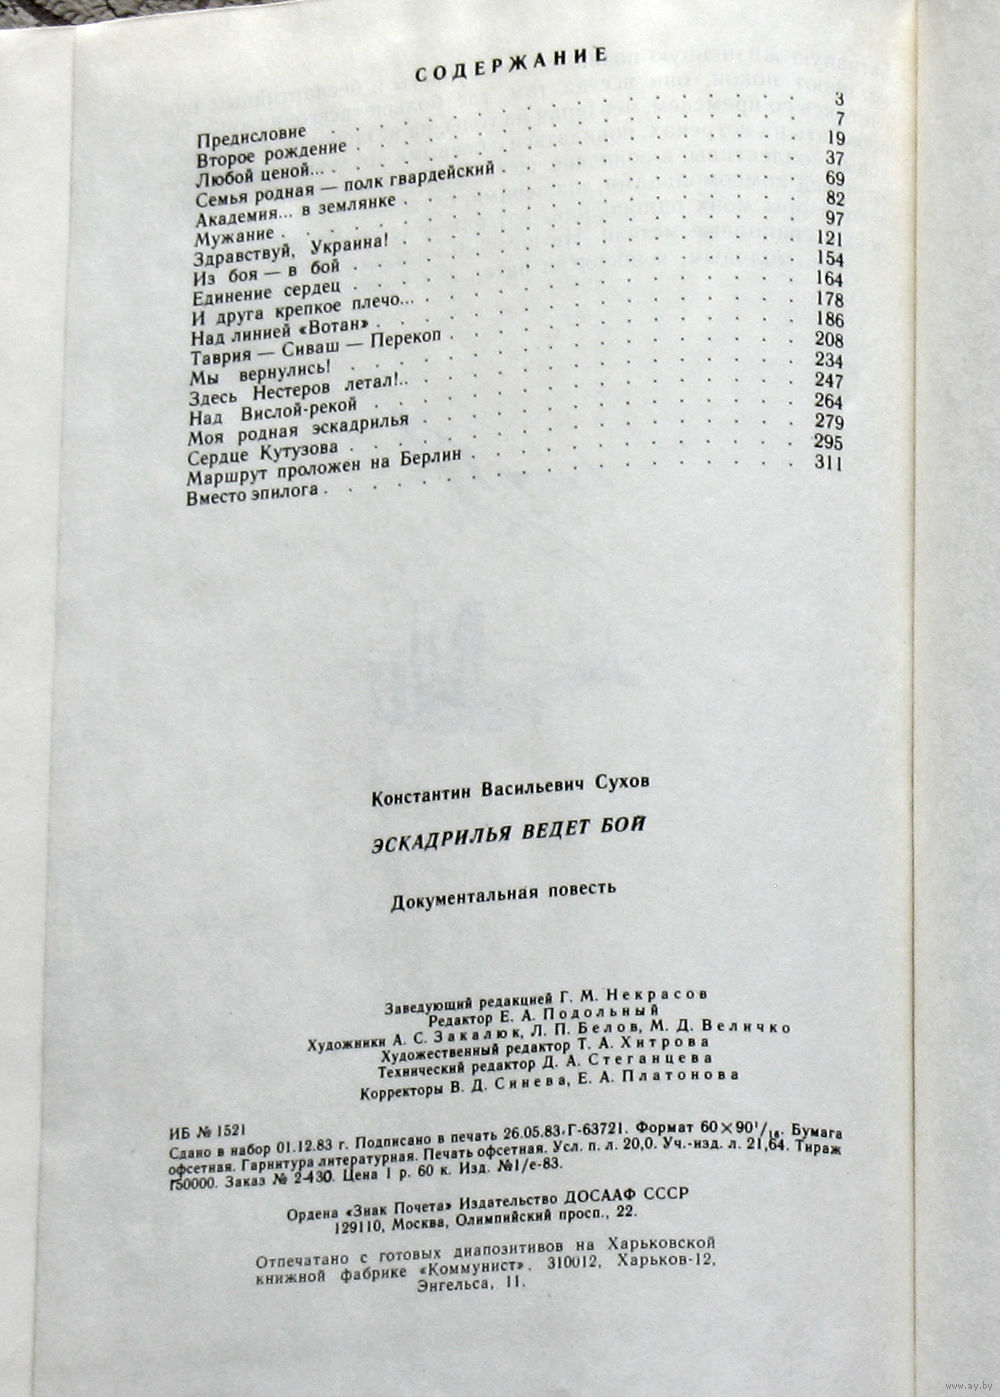 СОДЕРЖАНИЕ
Предисловие . . . . . . . . . . 3
Второе рождение . . . . . . . . . . 7
Любой ценой... . . . . . . . . . . 19
Семья родная — полк гвардейский . . . . . . . . . . 37
Академия... в землянке . . . . . . . . . . 69
Мужание . . . . . . . . . . 82
Здравствуй, Украина! . . . . . . . . . . 97
Из боя — в бой . . . . . . . . . . 121
Единение сердец . . . . . . . . . . 154
И друга крепкое плечо... . . . . . . . . . . 164
Над линией «Вотан» . . . . . . . . . . 178
Таврия — Сиваш — Перекоп . . . . . . . . . . 186
Мы вернулись! . . . . . . . . . . 208
Здесь Нестеров летал!.. . . . . . . . . . 234
Над Вислой-рекой . . . . . . . . . . 247
Моя родная эскадрилья . . . . . . . . . . 264
Сердце Кутузова . . . . . . . . . . 279
Маршрут проложен на Берлин . . . . . . . . . . 295
Вместо эпилога . . . . . . . . . . 311
Константин Васильевич Сухов
ЭСКАДРИЛЬЯ ВЕДЕТ БОЙ
Документальная повесть
Заведующий редакцией Г. М. Некрасов
Редактор Е. А. Подольный
Художники А. С. Закалюк, Л. П. Белов, М. Д. Величко
Художественный редактор Т. А. Хитрова
Технический редактор Д. А. Стеганцева
Корректоры В. Д. Синева, Е. А. Платонова
ИБ № 1521
Сдано в набор 01.12.83 г. Подписано в печать 26.05.83. Г-63721. Формат 60×90 1/16. Бумага
офсетная. Гарнитура литературная. Печать офсетная. Усл. п. л. 20,0. Уч.-изд. л. 21,64. Тираж
150000. Заказ № 2-430. Цена 1 р. 60 к. Изд. №1/е-83.
Ордена «Знак Почета» Издательство ДОСААФ СССР
129110, Москва, Олимпийский просп., 22.
Отпечатано с готовых диапозитивов на Харьковской
книжной фабрике «Коммунист». 310012, Харьков-12,
Энгельса, 11.
www.ay.by